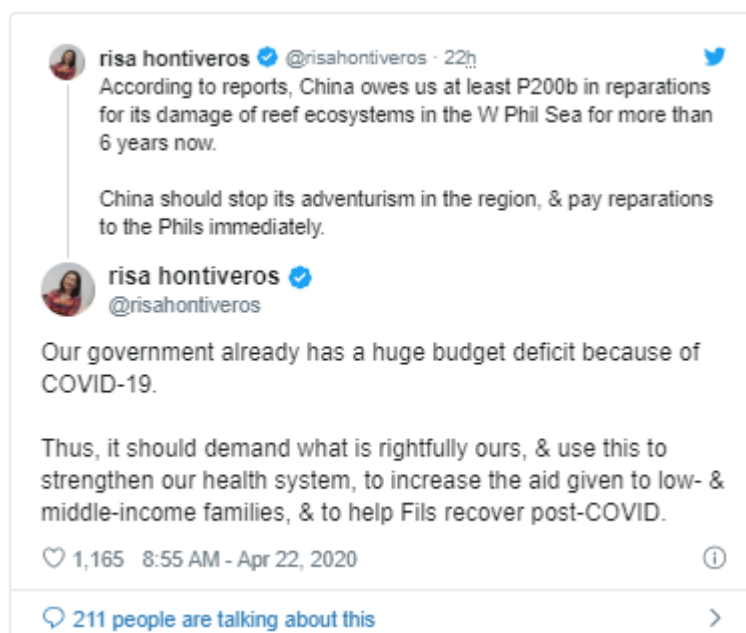 risa hontiveros @risahontiveros · 22h
According to reports, China owes us at least P200b in reparations
for its damage of reef ecosystems in the W Phil Sea for more than
6 years now.
China should stop its adventurism in the region, & pay reparations
to the Phils immediately.
risa hontiveros
@risahontiveros
Our government already has a huge budget deficit because of
COVID-19.
Thus, it should demand what is rightfully ours, & use this to
strengthen our health system, to increase the aid given to low- &
middle-income families, & to help Fils recover post-COVID.
1,165 8:55 AM - Apr 22, 2020
211 people are talking about this